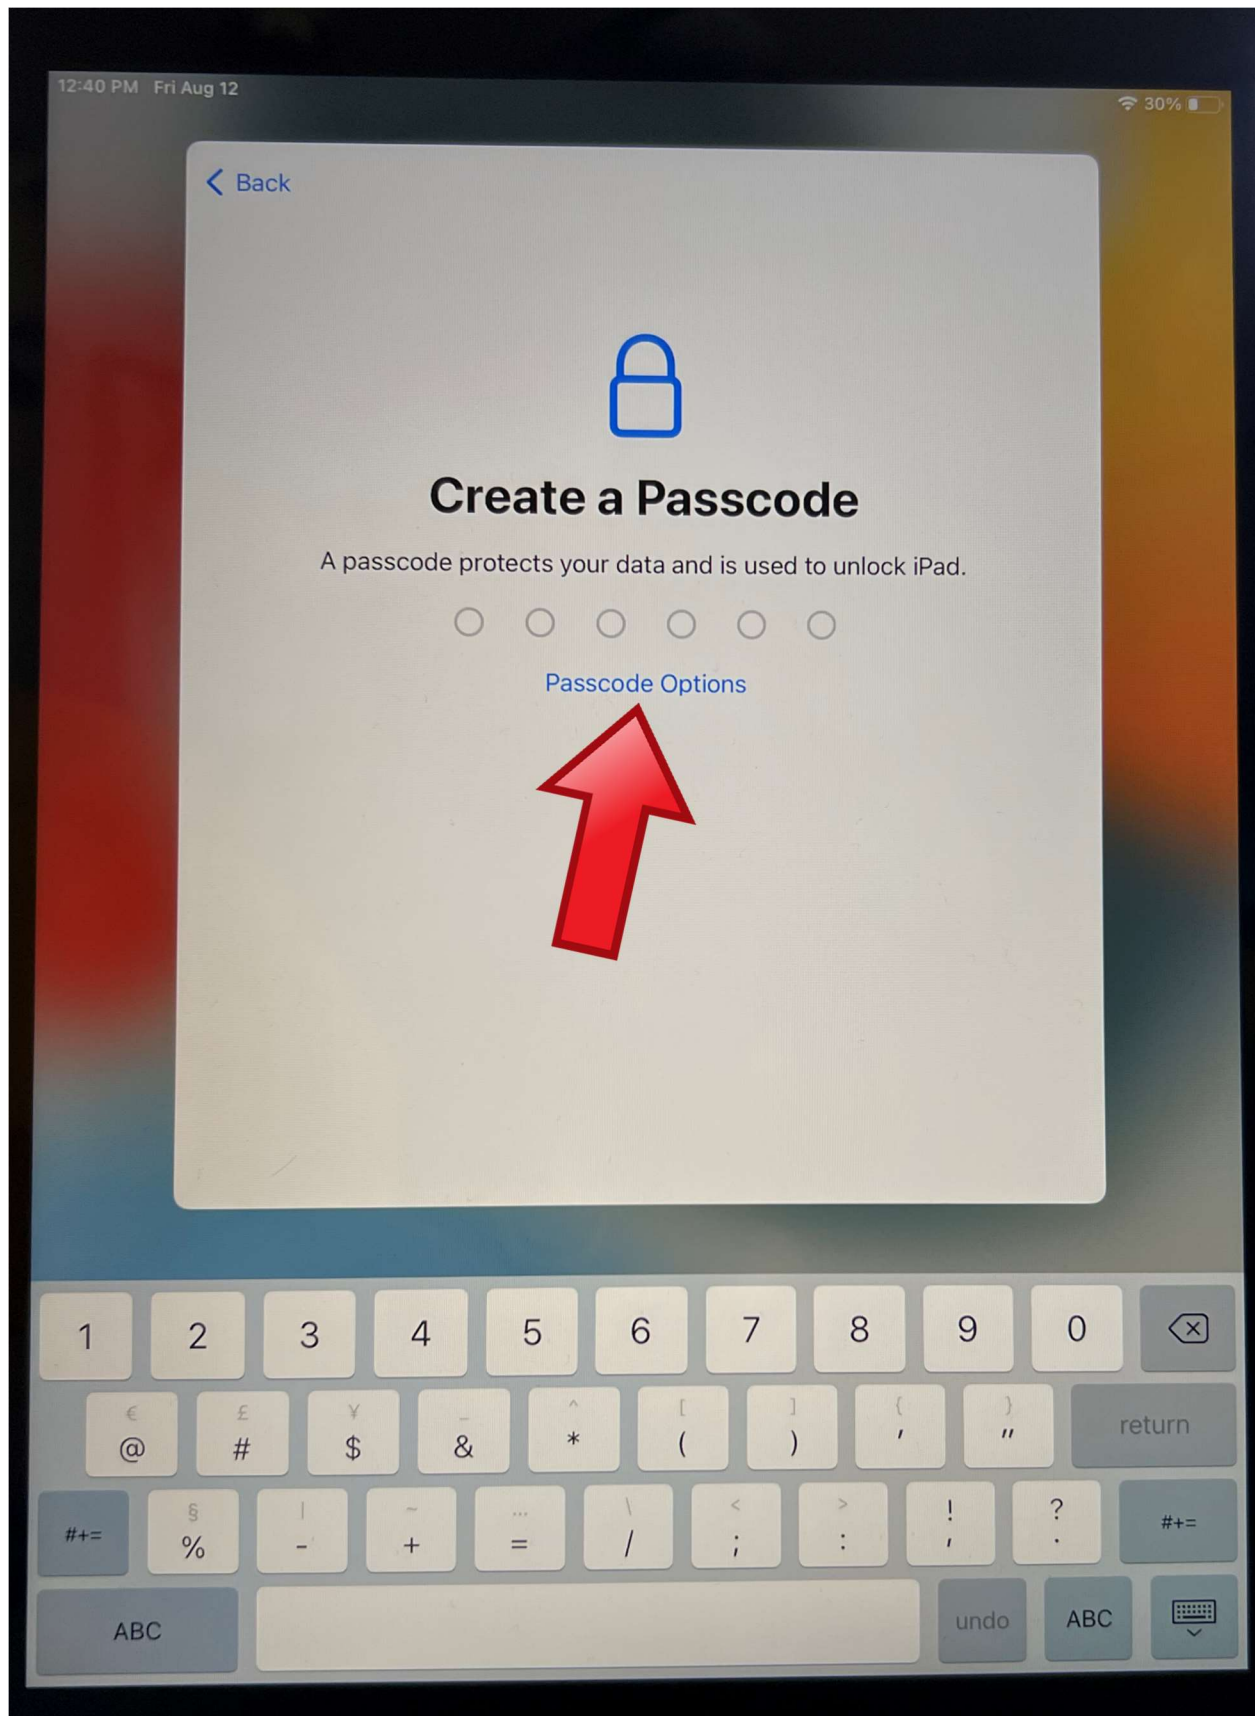 12:40 PM Fri Aug 12
30%
Back
Create a Passcode
A passcode protects your data and is used to unlock iPad.
Passcode Options
1 2 3 4 5 6 7 8 9 0
€ £ ¥ _ ^ [ ] { }
@ # $ & * ( ) ' " return
§ | ~ … \ < > ! ?
#+= % - + = / ; : , . #+=
ABC undo ABC